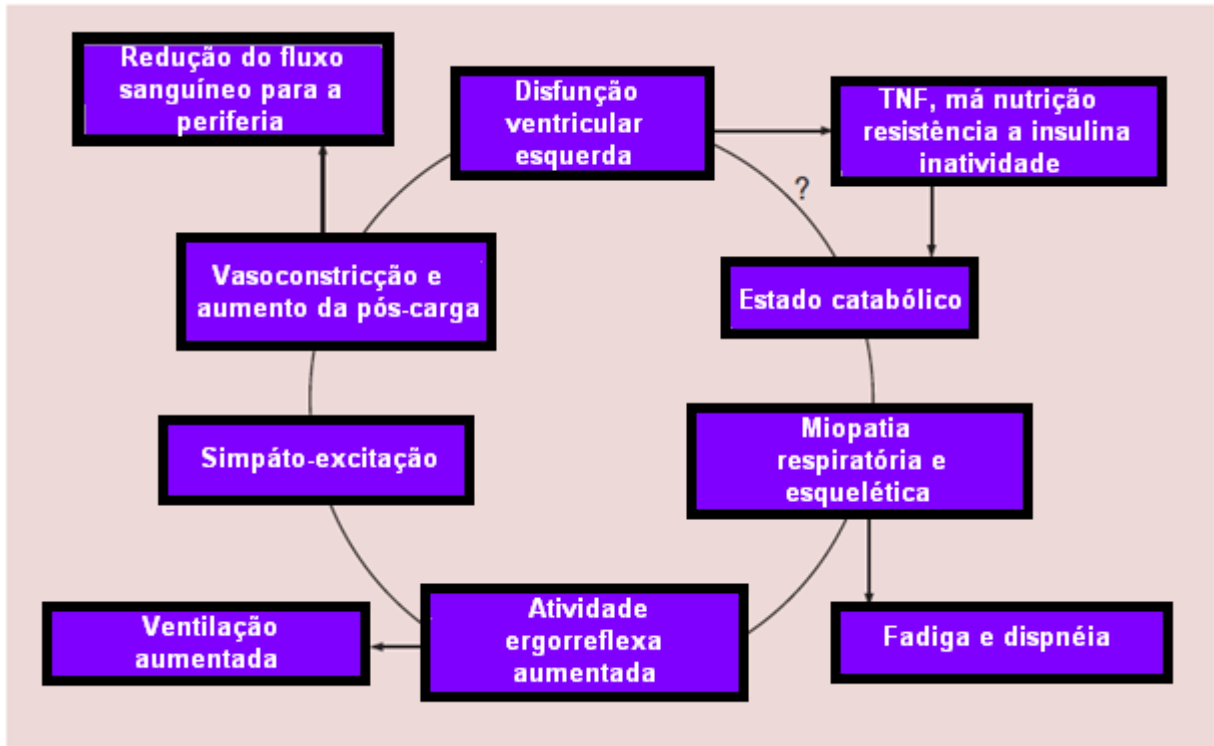 Redução do fluxo
sanguíneo para a
periferia
Disfunção
ventricular
esquerda
TNF, má nutrição
resistência a insulina
inatividade
?
Vasoconstricção e
aumento da pós-carga
Estado catabólico
Simpáto-excitação
Miopatia
respiratória e
esquelética
Ventilação
aumentada
Atividade
ergorreflexa
aumentada
Fadiga e dispnéia